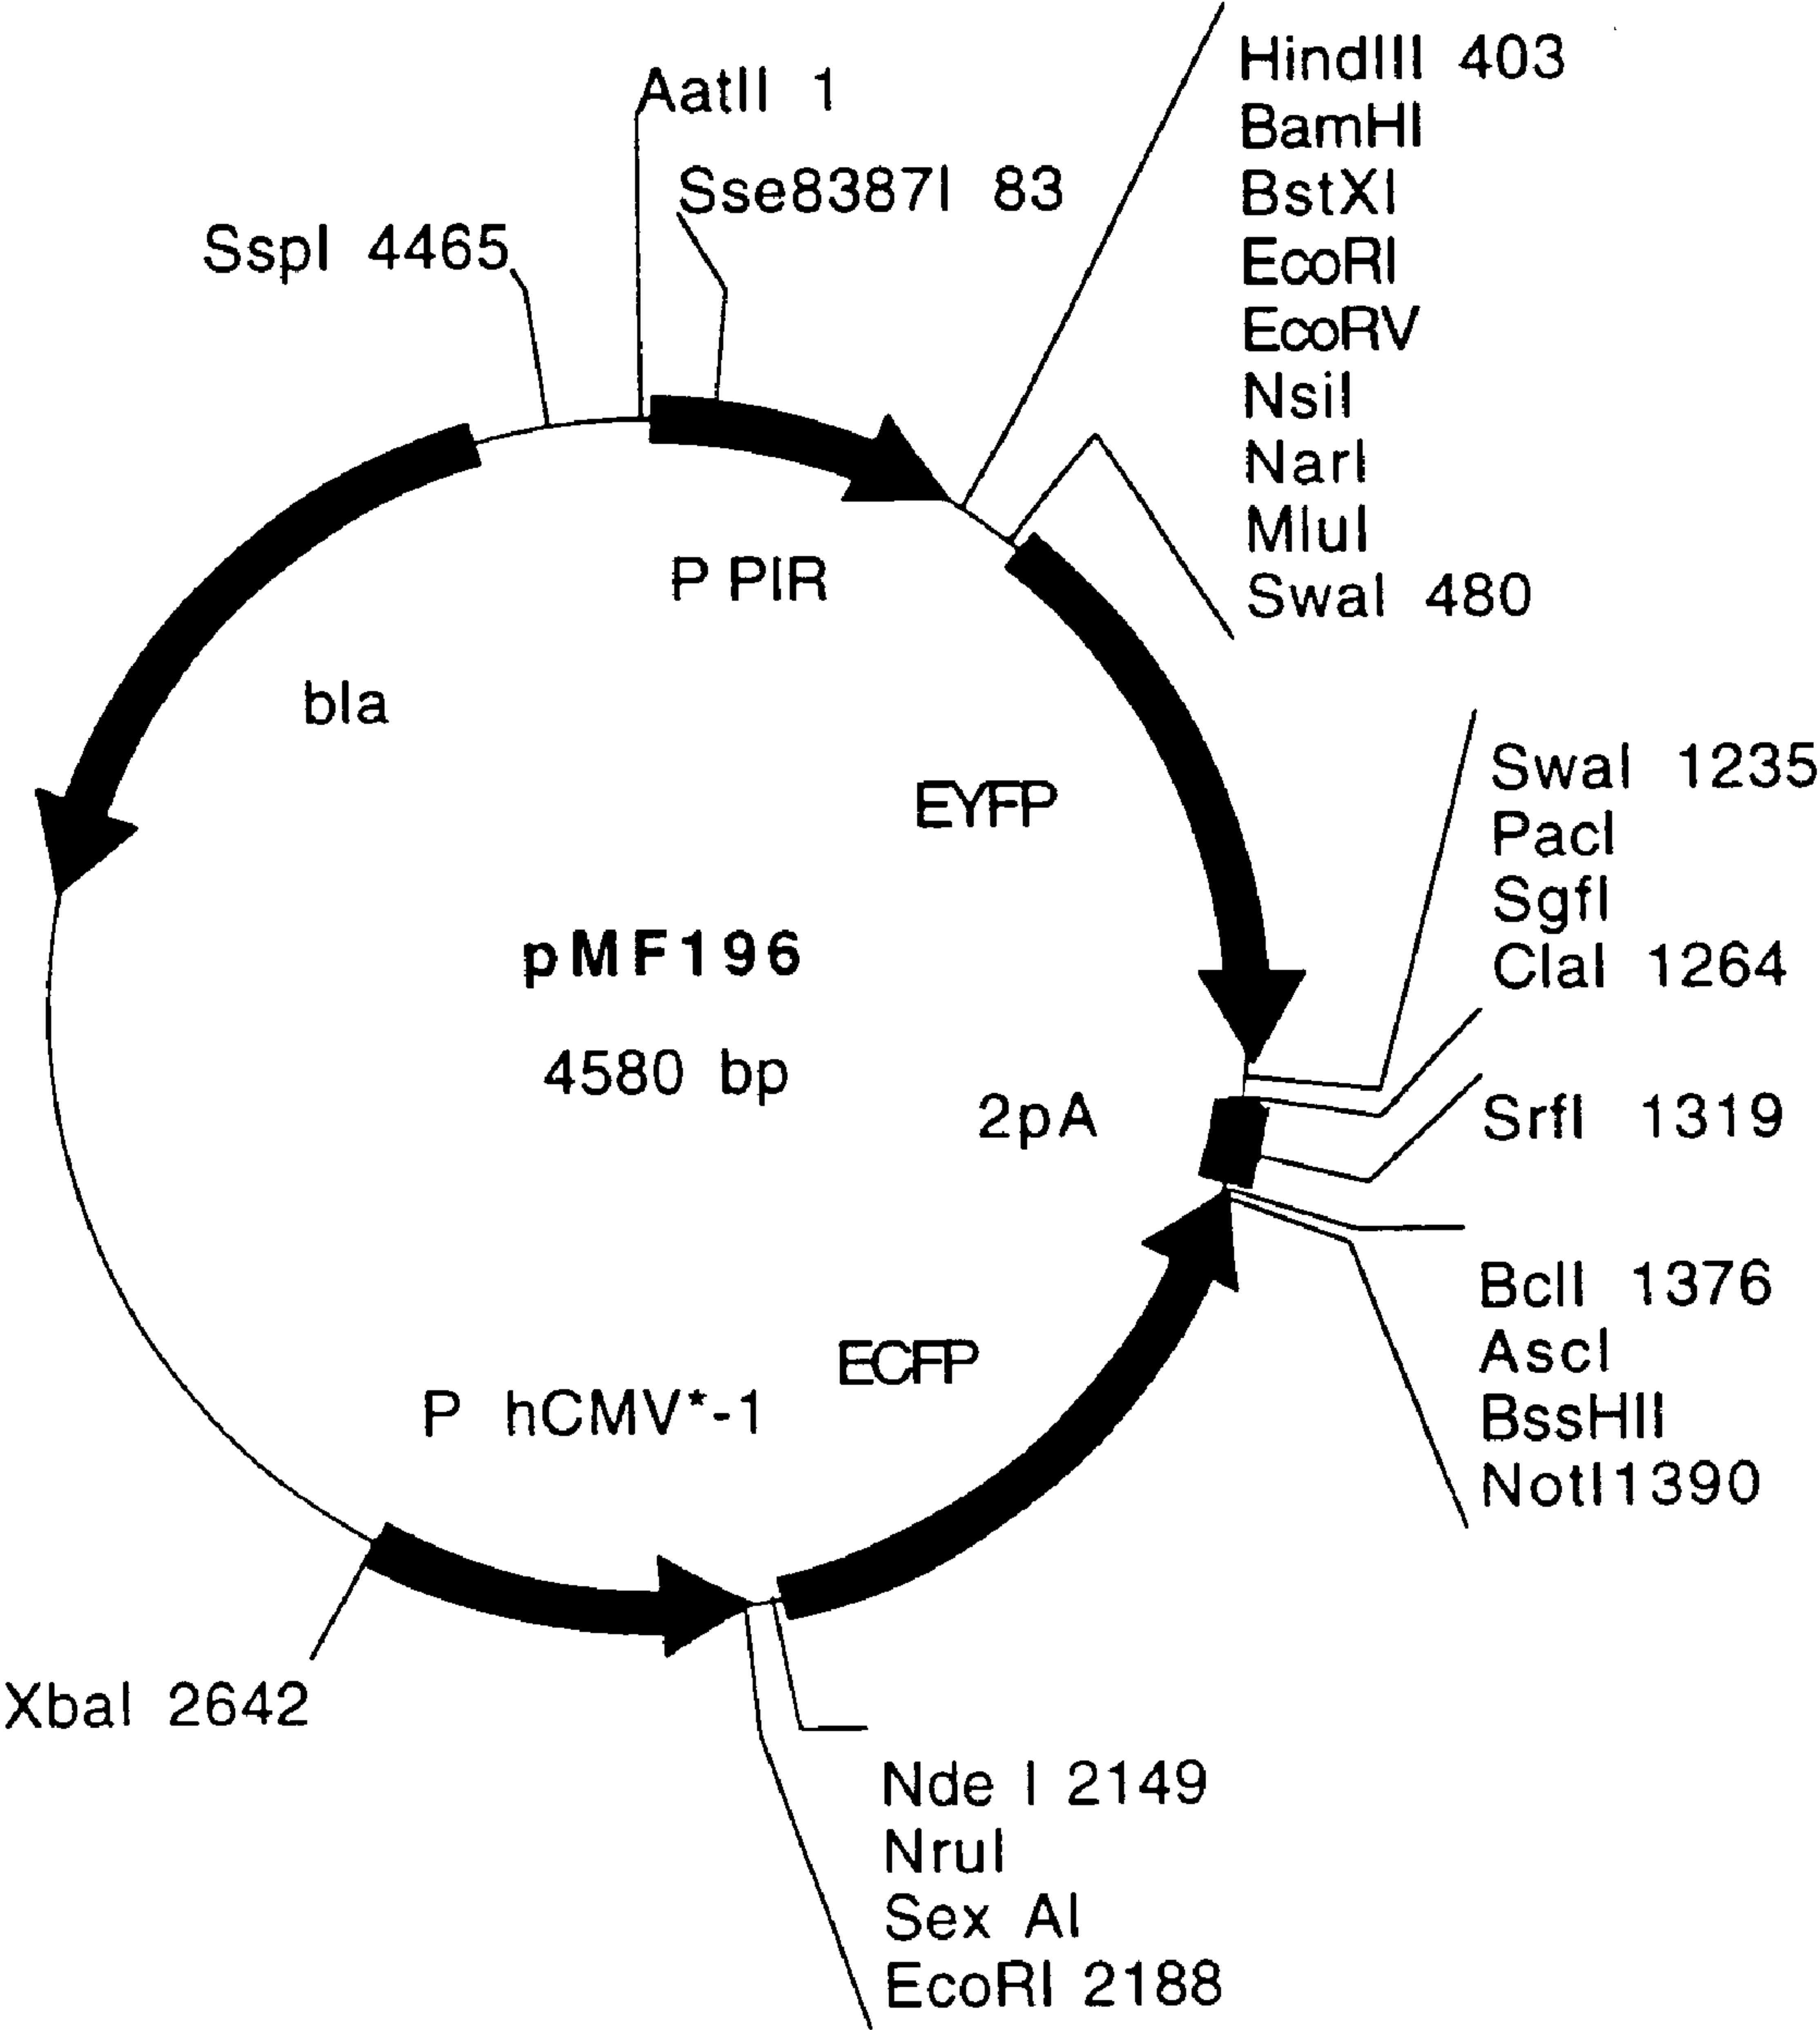 AatII 1
Sse8387I 83
SspI 4465
HindIII 403
BamHI
BstXI
EcoRI
EcoRV
NsiI
NarI
MluI
SwaI 480
P PIR
bla
EYFP
SwaI 1235
PacI
SgfI
ClaI 1264
pMF196
4580 bp
2pA
SrfI 1319
BclI 1376
AscI
BssHII
NotI1390
ECFP
P hCMV*-1
XbaI 2642
Nde I 2149
NruI
Sex AI
EcoRI 2188